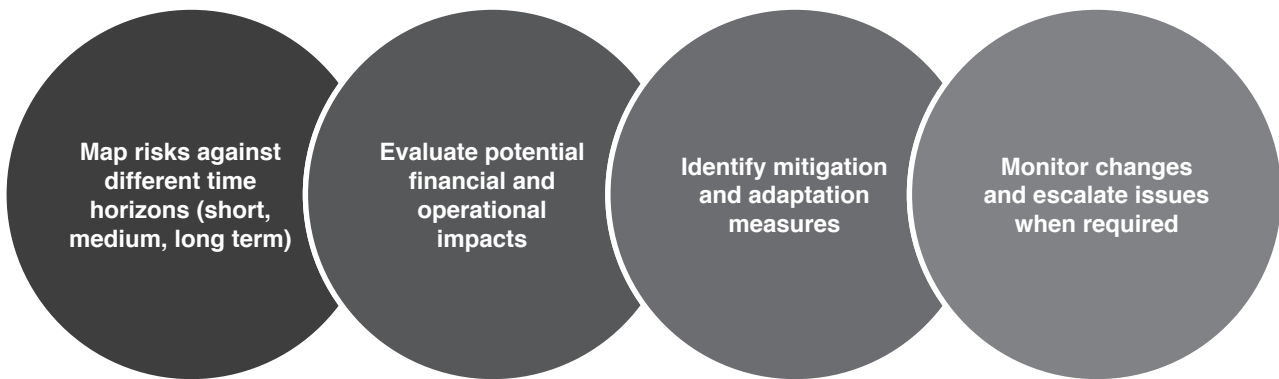 Map risks against
different time
horizons (short,
medium, long term)
Evaluate potential
financial and
operational
impacts
Identify mitigation
and adaptation
measures
Monitor changes
and escalate issues
when required